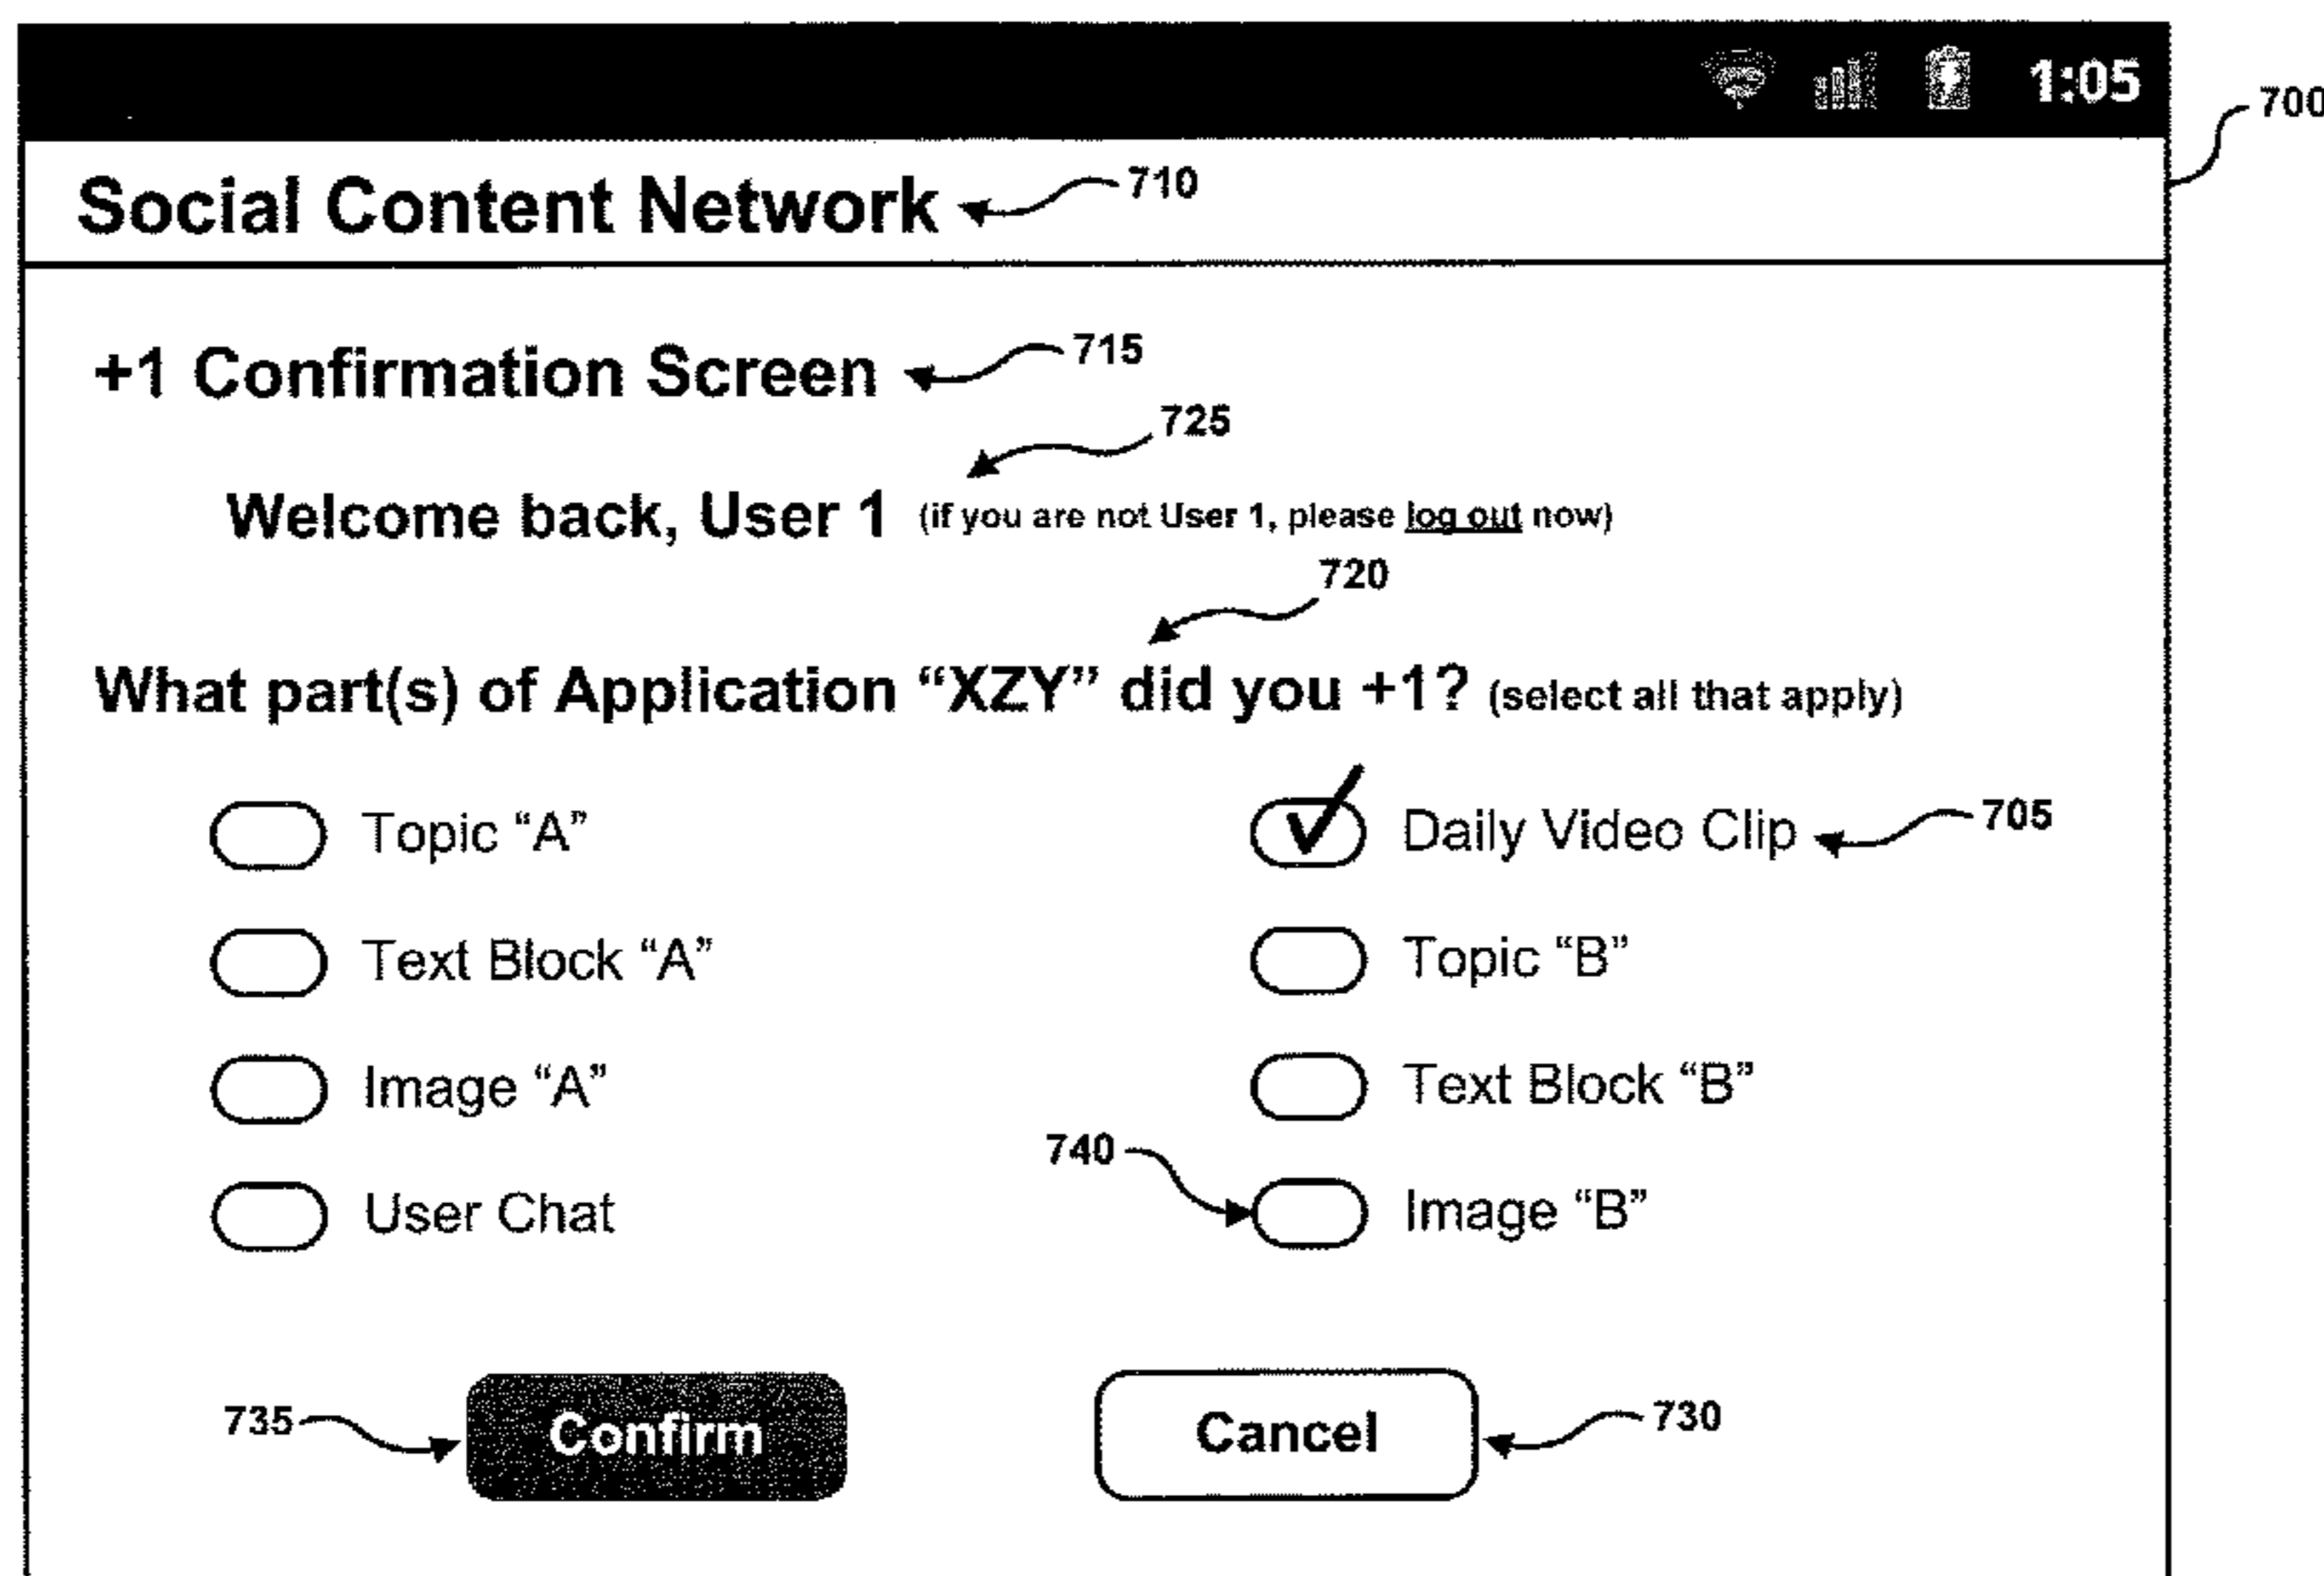 1:05
700
Social Content Network 710
+1 Confirmation Screen 715
725
Welcome back, User 1 (if you are not User 1, please log out now)
720
What part(s) of Application “XZY” did you +1? (select all that apply)
Topic “A” Daily Video Clip 705
Text Block “A” Topic “B”
Image “A” Text Block “B”
740
User Chat Image “B”
735 Confirm Cancel 730